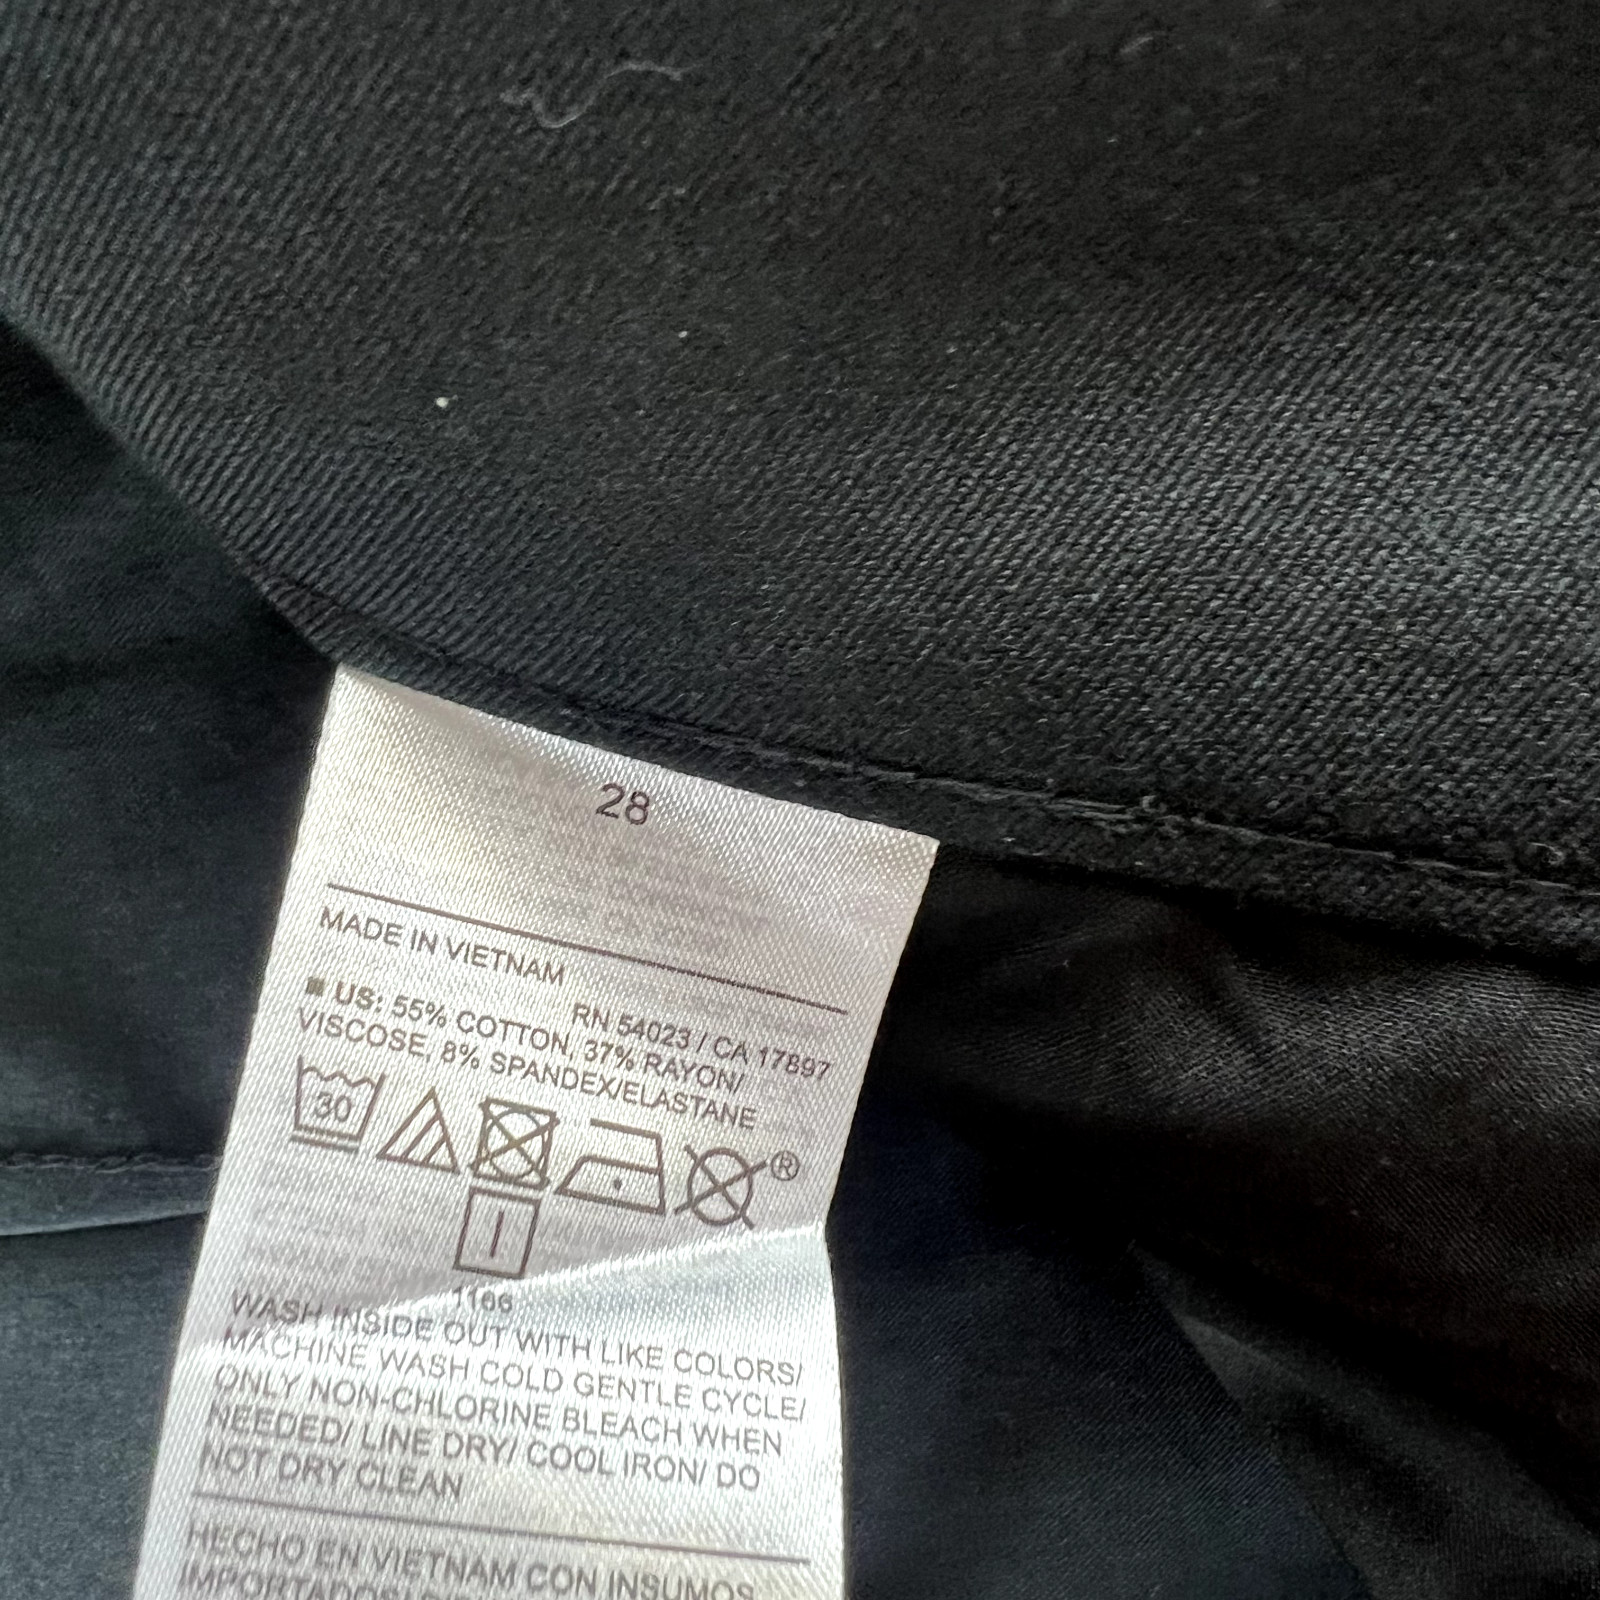 28
MADE IN VIETNAM
RN 54023 / CA 17897
US: 55% COTTON, 37% RAYON/
VISCOSE, 8% SPANDEX/ELASTANE
30
®
1166
WASH INSIDE OUT WITH LIKE COLORS/
MACHINE WASH COLD GENTLE CYCLE/
ONLY NON-CHLORINE BLEACH WHEN
NEEDED/ LINE DRY/ COOL IRON/ DO
NOT DRY CLEAN
HECHO EN VIETNAM CON INSUMOS